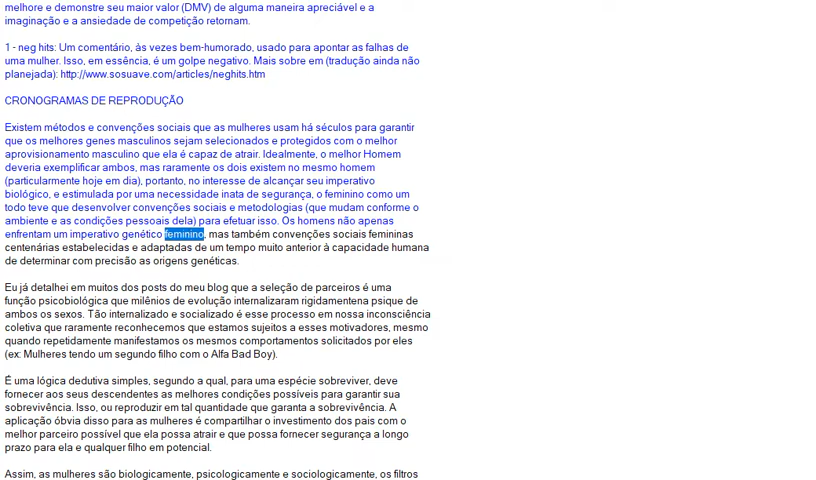 melhore e demonstre seu maior valor (DMV) de alguma maneira apreciável e a
imaginação e a ansiedade de competição retornam.
1 - neg hits: Um comentário, às vezes bem-humorado, usado para apontar as falhas de
uma mulher. Isso, em essência, é um golpe negativo. Mais sobre em (tradução ainda não
planejada): http://www.sosuave.com/articles/neghits.htm
CRONOGRAMAS DE REPRODUÇÃO
Existem métodos e convenções sociais que as mulheres usam há séculos para garantir
que os melhores genes masculinos sejam selecionados e protegidos com o melhor
aprovisionamento masculino que ela é capaz de atrair. Idealmente, o melhor Homem
deveria exemplificar ambos, mas raramente os dois existem no mesmo homem
(particularmente hoje em dia), portanto, no interesse de alcançar seu imperativo
biológico, e estimulada por uma necessidade inata de segurança, o feminino como um
todo teve que desenvolver convenções sociais e metodologias (que mudam conforme o
ambiente e as condições pessoais dela) para efetuar isso. Os homens não apenas
enfrentam um imperativo genético feminino, mas também convenções sociais femininas
centenárias estabelecidas e adaptadas de um tempo muito anterior à capacidade humana
de determinar com precisão as origens genéticas.
Eu já detalhei em muitos dos posts do meu blog que a seleção de parceiros é uma
função psicobiológica que milênios de evolução internalizaram rigidamentena psique de
ambos os sexos. Tão internalizado e socializado é esse processo em nossa inconsciência
coletiva que raramente reconhecemos que estamos sujeitos a esses motivadores, mesmo
quando repetidamente manifestamos os mesmos comportamentos solicitados por eles
(ex: Mulheres tendo um segundo filho com o Alfa Bad Boy).
É uma lógica dedutiva simples, segundo a qual, para uma espécie sobreviver, deve
fornecer aos seus descendentes as melhores condições possíveis para garantir sua
sobrevivência. Isso, ou reproduzir em tal quantidade que garanta a sobrevivência. A
aplicação óbvia disso para as mulheres é compartilhar o investimento dos pais com o
melhor parceiro possível que ela possa atrair e que possa fornecer segurança a longo
prazo para ela e qualquer filho em potencial.
Assim, as mulheres são biologicamente, psicologicamente e sociologicamente, os filtros